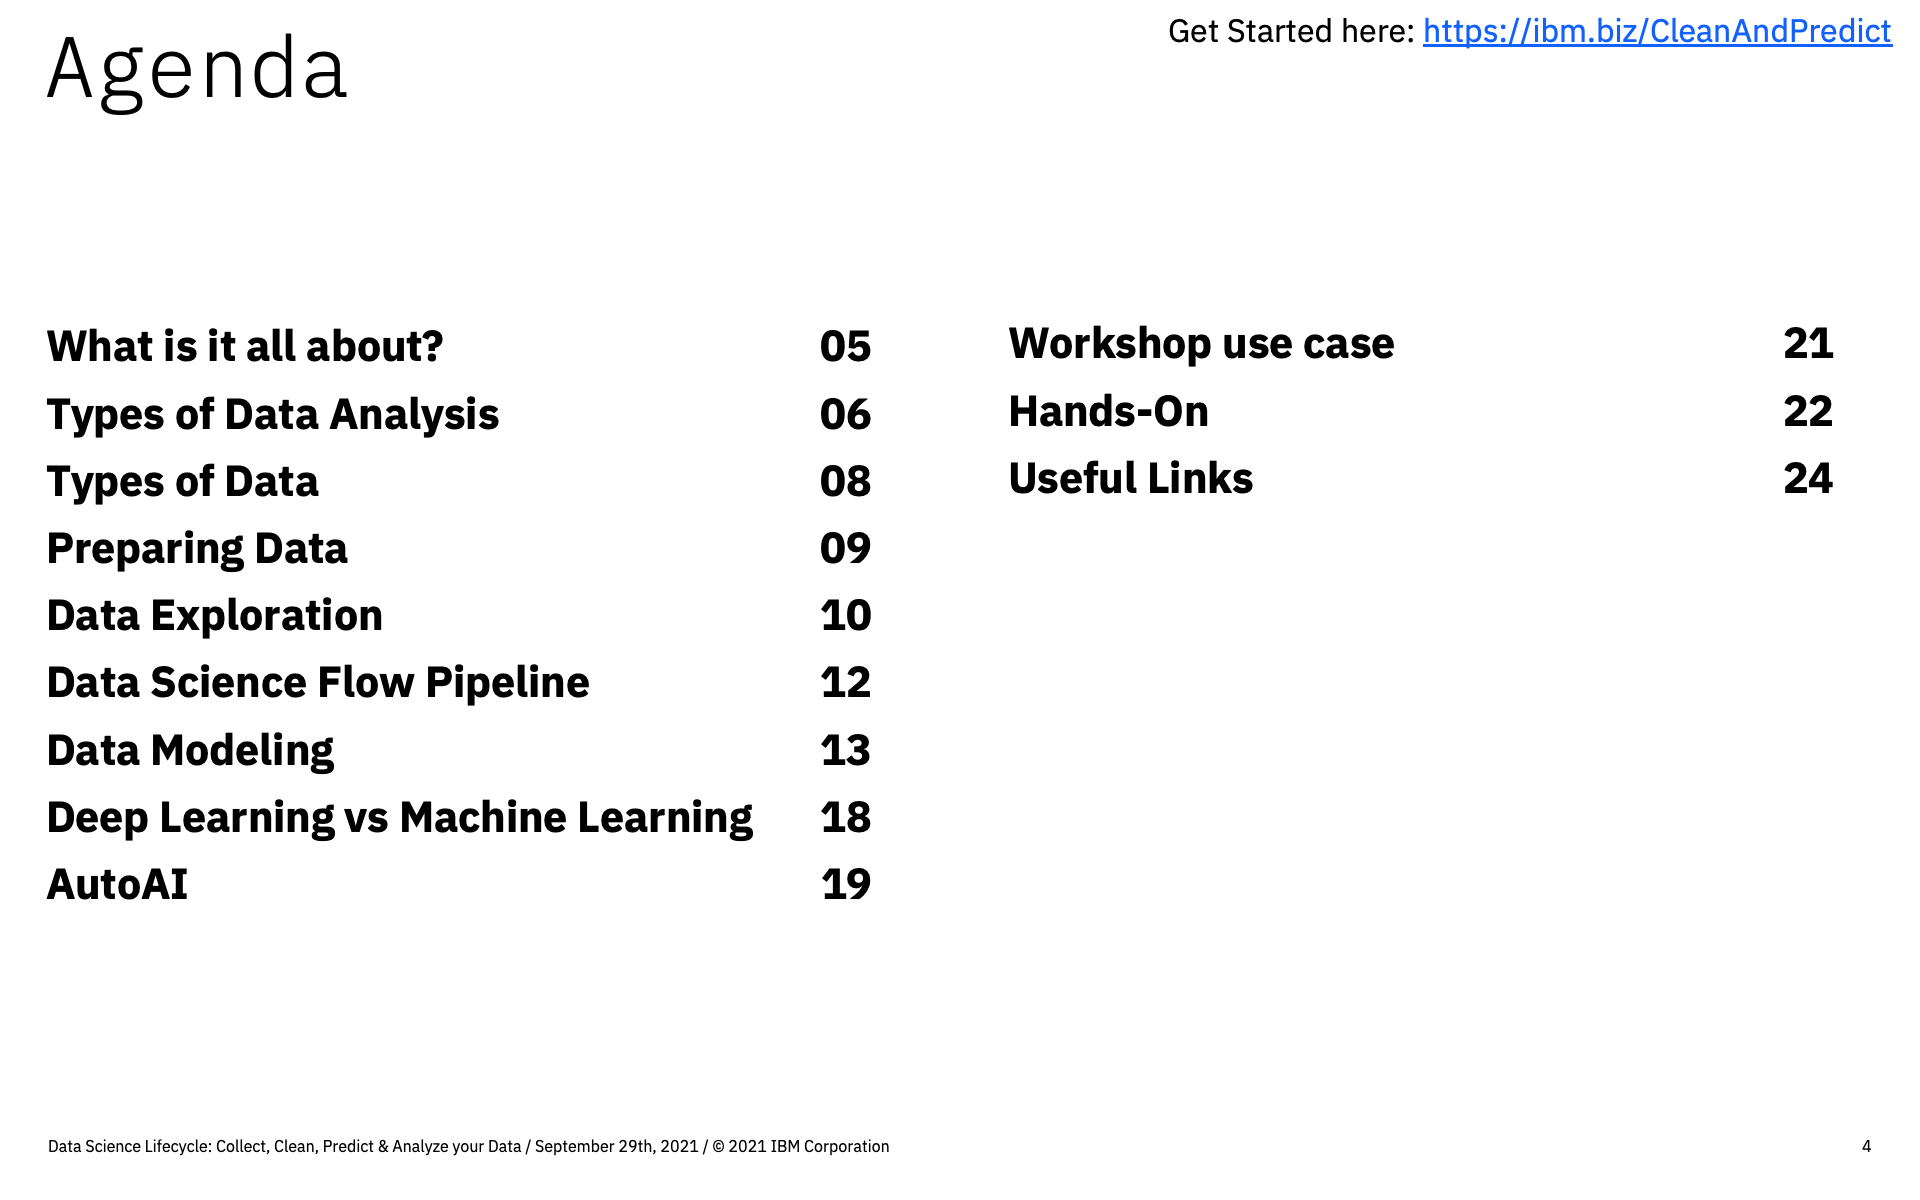 Agenda
Get Started here: https://ibm.biz/CleanAndPredict
What is it all about? 05
Types of Data Analysis 06
Types of Data 08
Preparing Data 09
Data Exploration 10
Data Science Flow Pipeline 12
Data Modeling 13
Deep Learning vs Machine Learning 18
AutoAI 19
Workshop use case 21
Hands-On 22
Useful Links 24
Data Science Lifecycle: Collect, Clean, Predict & Analyze your Data / September 29th, 2021 / © 2021 IBM Corporation
4